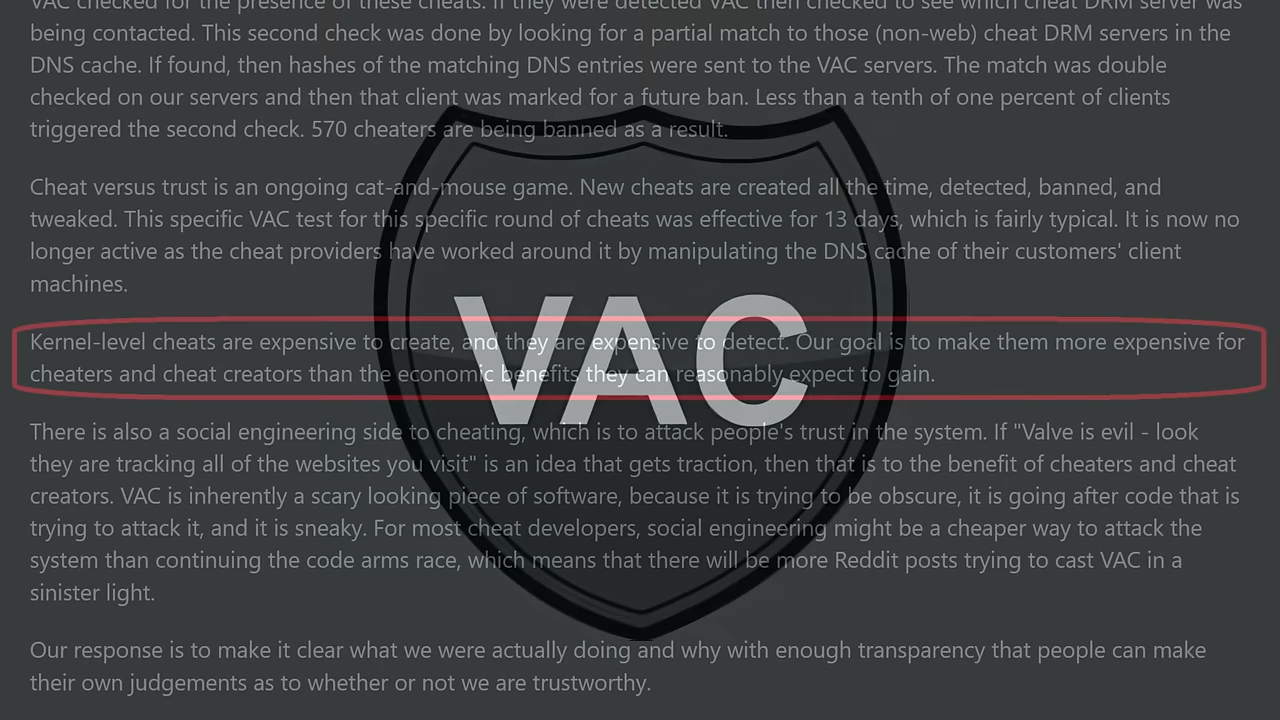 VAC checked for the presence of these cheats. If they were detected VAC then checked to see which cheat DRM server was
being contacted. This second check was done by looking for a partial match to those (non-web) cheat DRM servers in the
DNS cache. If found, then hashes of the matching DNS entries were sent to the VAC servers. The match was double
checked on our servers and then that client was marked for a future ban. Less than a tenth of one percent of clients
triggered the second check. 570 cheaters are being banned as a result.
Cheat versus trust is an ongoing cat-and-mouse game. New cheats are created all the time, detected, banned, and
tweaked. This specific VAC test for this specific round of cheats was effective for 13 days, which is fairly typical. It is now no
longer active as the cheat providers have worked around it by manipulating the DNS cache of their customers' client
machines.
Kernel-level cheats are expensive to create, and they are expensive to detect. Our goal is to make them more expensive for
cheaters and cheat creators than the economic benefits they can reasonably expect to gain.
VAC
There is also a social engineering side to cheating, which is to attack people's trust in the system. If "Valve is evil - look
they are tracking all of the websites you visit" is an idea that gets traction, then that is to the benefit of cheaters and cheat
creators. VAC is inherently a scary looking piece of software, because it is trying to be obscure, it is going after code that is
trying to attack it, and it is sneaky. For most cheat developers, social engineering might be a cheaper way to attack the
system than continuing the code arms race, which means that there will be more Reddit posts trying to cast VAC in a
sinister light.
Our response is to make it clear what we were actually doing and why with enough transparency that people can make
their own judgements as to whether or not we are trustworthy.